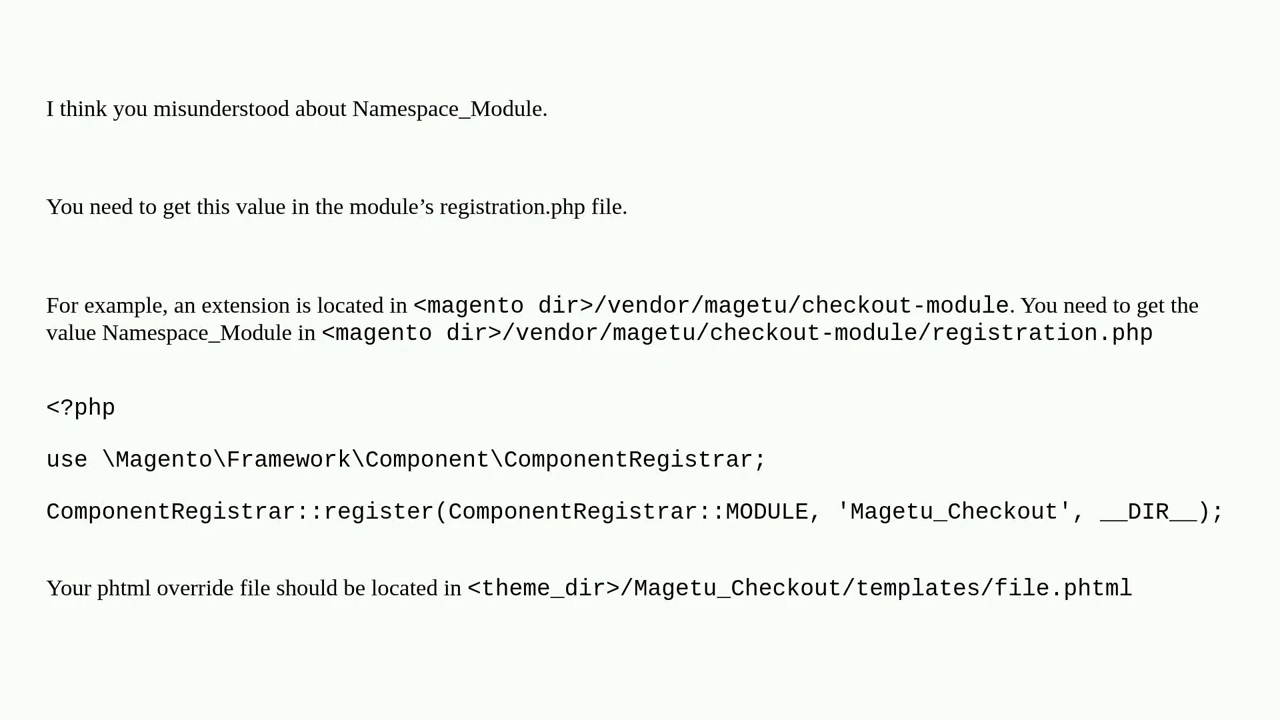 I think you misunderstood about Namespace_Module.
You need to get this value in the module’s registration.php file.
For example, an extension is located in <magento dir>/vendor/magetu/checkout-module. You need to get the
value Namespace_Module in <magento dir>/vendor/magetu/checkout-module/registration.php
<?php
use \Magento\Framework\Component\ComponentRegistrar;
ComponentRegistrar::register(ComponentRegistrar::MODULE, 'Magetu_Checkout', __DIR__);
Your phtml override file should be located in <theme_dir>/Magetu_Checkout/templates/file.phtml